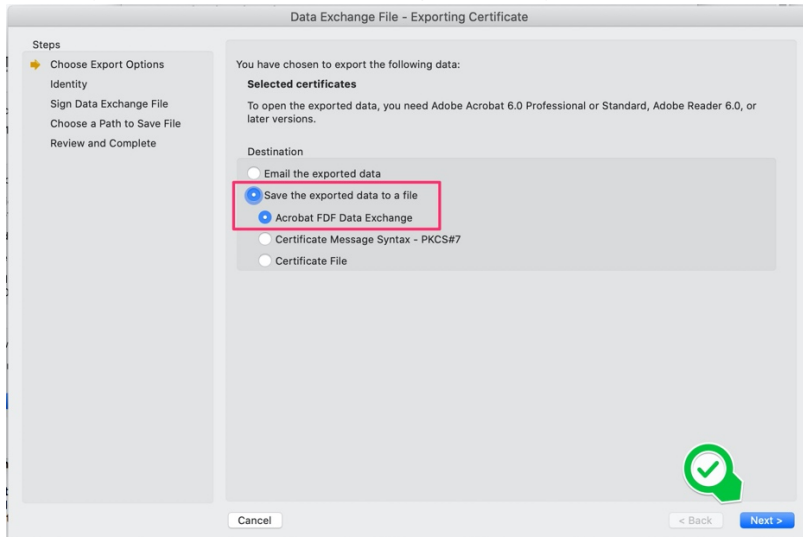 Data Exchange File - Exporting Certificate
Steps
Choose Export Options
Identity
Sign Data Exchange File
Choose a Path to Save File
Review and Complete
You have chosen to export the following data:
Selected certificates
To open the exported data, you need Adobe Acrobat 6.0 Professional or Standard, Adobe Reader 6.0, or
later versions.
Destination
Email the exported data
Save the exported data to a file
Acrobat FDF Data Exchange
Certificate Message Syntax - PKCS#7
Certificate File
Cancel
< Back
Next >